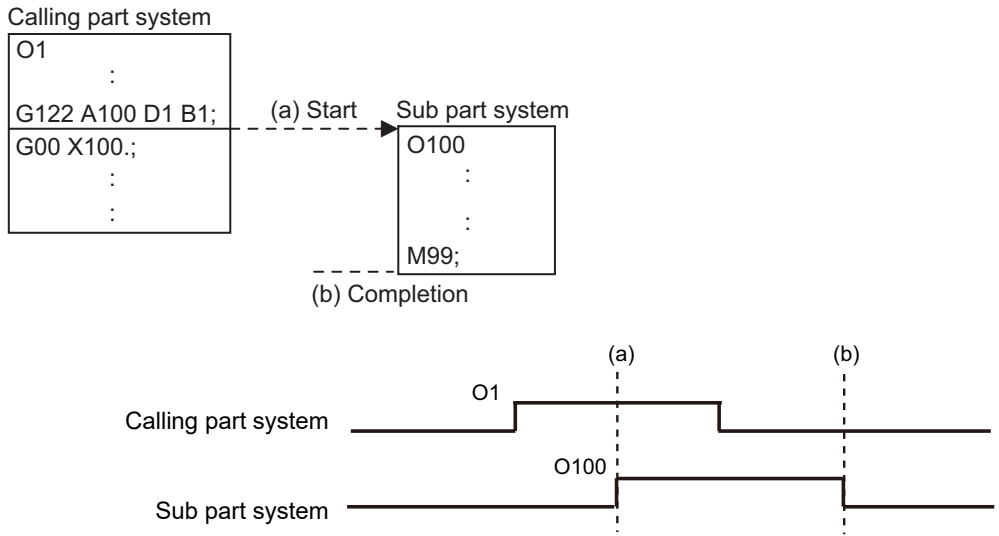 Calling part system
O1
:
G122 A100 D1 B1;
(a) Start
Sub part system
G00 X100.;
:
:
O100
:
:
M99;
(b) Completion
(a)
(b)
O1
Calling part system
O100
Sub part system